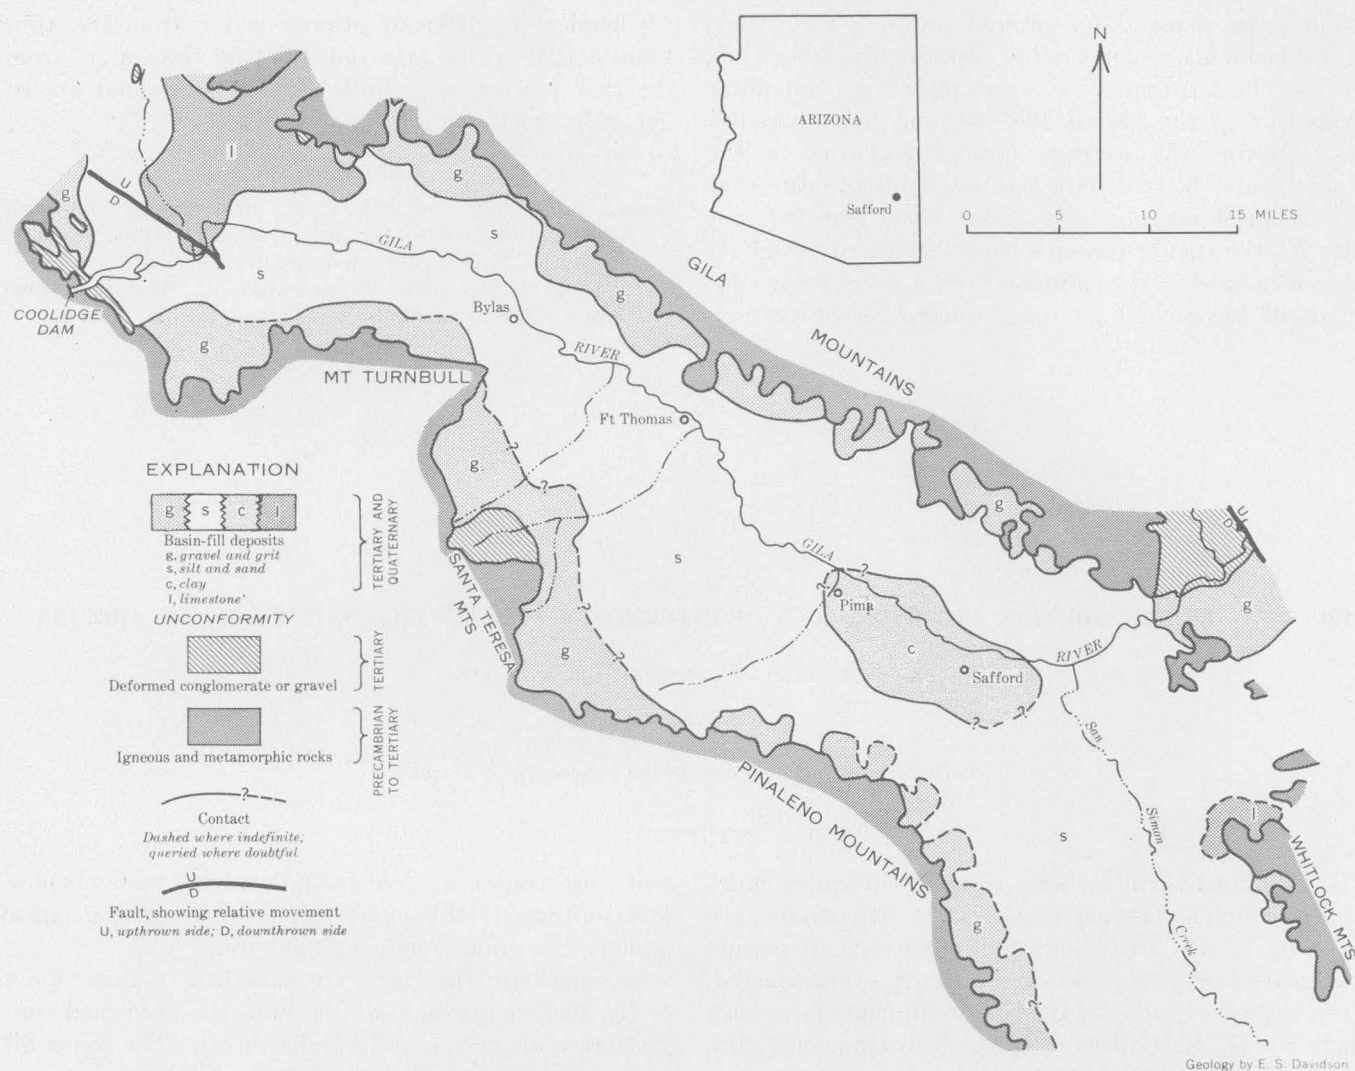 N
ARIZONA
Safford
0 5 10 15 MILES
g
l
U
D
g
g
s
GILA
s
GILA
g
Bylas
COOLIDGE
DAM
g
RIVER
MOUNTAINS
MT TURNBULL
Ft Thomas
g
?
?
g
U
D
EXPLANATION
g s c l
Basin-fill deposits
g, gravel and grit
s, silt and sand
c, clay
l, limestone
TERTIARY AND
QUATERNARY
UNCONFORMITY
Deformed conglomerate or gravel
TERTIARY
Igneous and metamorphic rocks
PRECAMBRIAN
TO TERTIARY
?
Contact
Dashed where indefinite,
queried where doubtful
U
D
Fault, showing relative movement
U, upthrown side; D, downthrown side
SANTA TERESA
MTS
s
GILA
? ?
?
Pima
g
g
?
c
Safford
RIVER
?
? ?
San
Simon
Creek
PINALENO MOUNTAINS
s
l
WHITLOCK MTS
g
Geology by E. S. Davidson